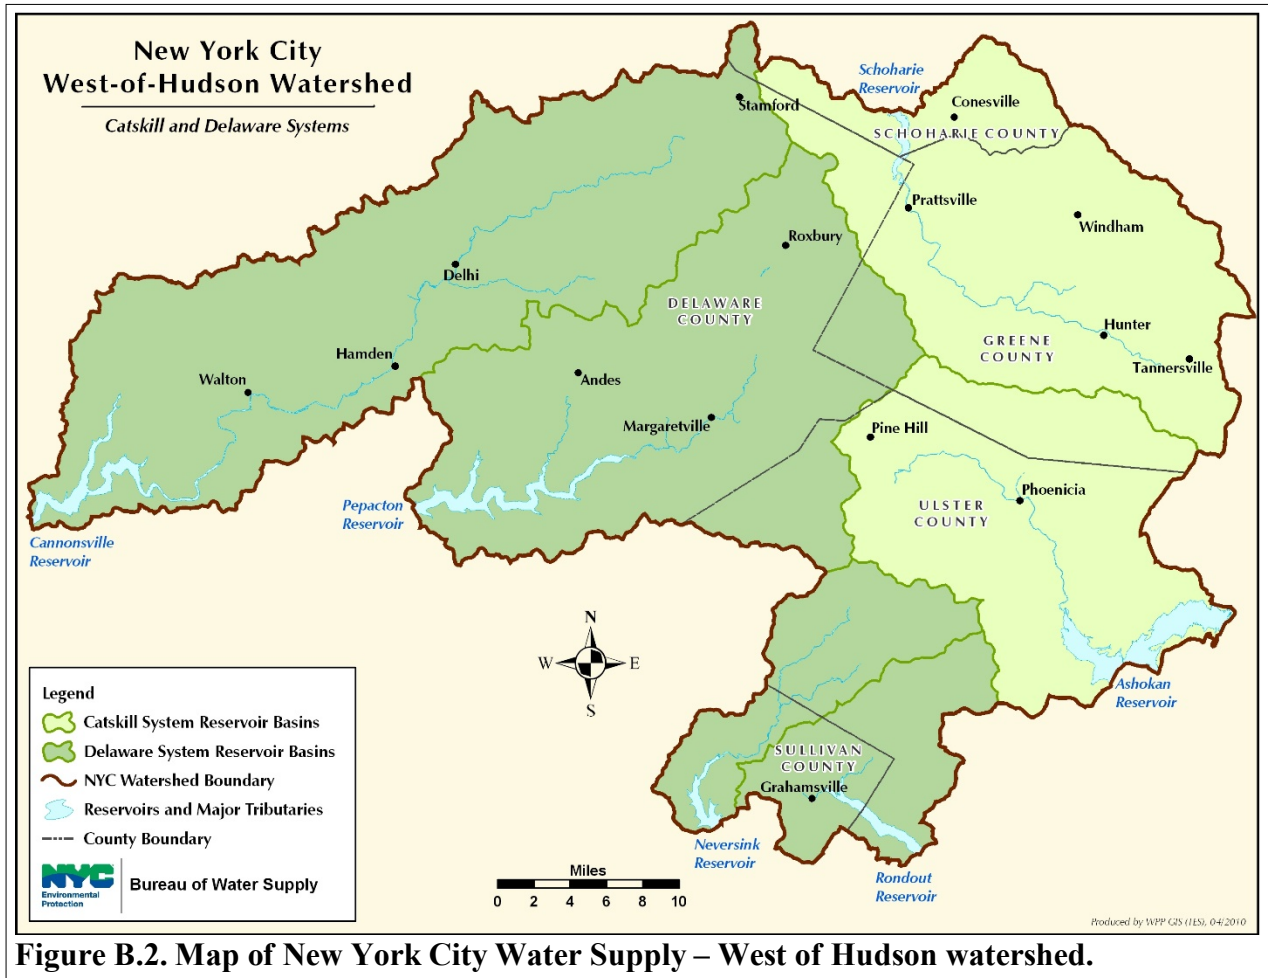 New York City
West-of-Hudson Watershed
Catskill and Delaware Systems
Schoharie
Reservoir
Conesville
Stamford
SCHOHARIE COUNTY
Prattsville
Windham
Roxbury
Delhi
DELAWARE
COUNTY
Hunter
GREENE
COUNTY
Hamden
Tannersville
Walton
Andes
Margaretville
Pine Hill
Phoenicia
ULSTER
COUNTY
Pepacton
Reservoir
Cannonsville
Reservoir
N
W
E
S
Ashokan
Reservoir
SULLIVAN
COUNTY
Grahamsville
Neversink
Reservoir
Rondout
Reservoir
Legend
Catskill System Reservoir Basins
Delaware System Reservoir Basins
NYC Watershed Boundary
Reservoirs and Major Tributaries
County Boundary
NYC
Environmental
Protection
Bureau of Water Supply
Miles
0 2 4 6 8 10
Produced by WPP GIS (TES), 04/2010
Figure B.2. Map of New York City Water Supply – West of Hudson watershed.